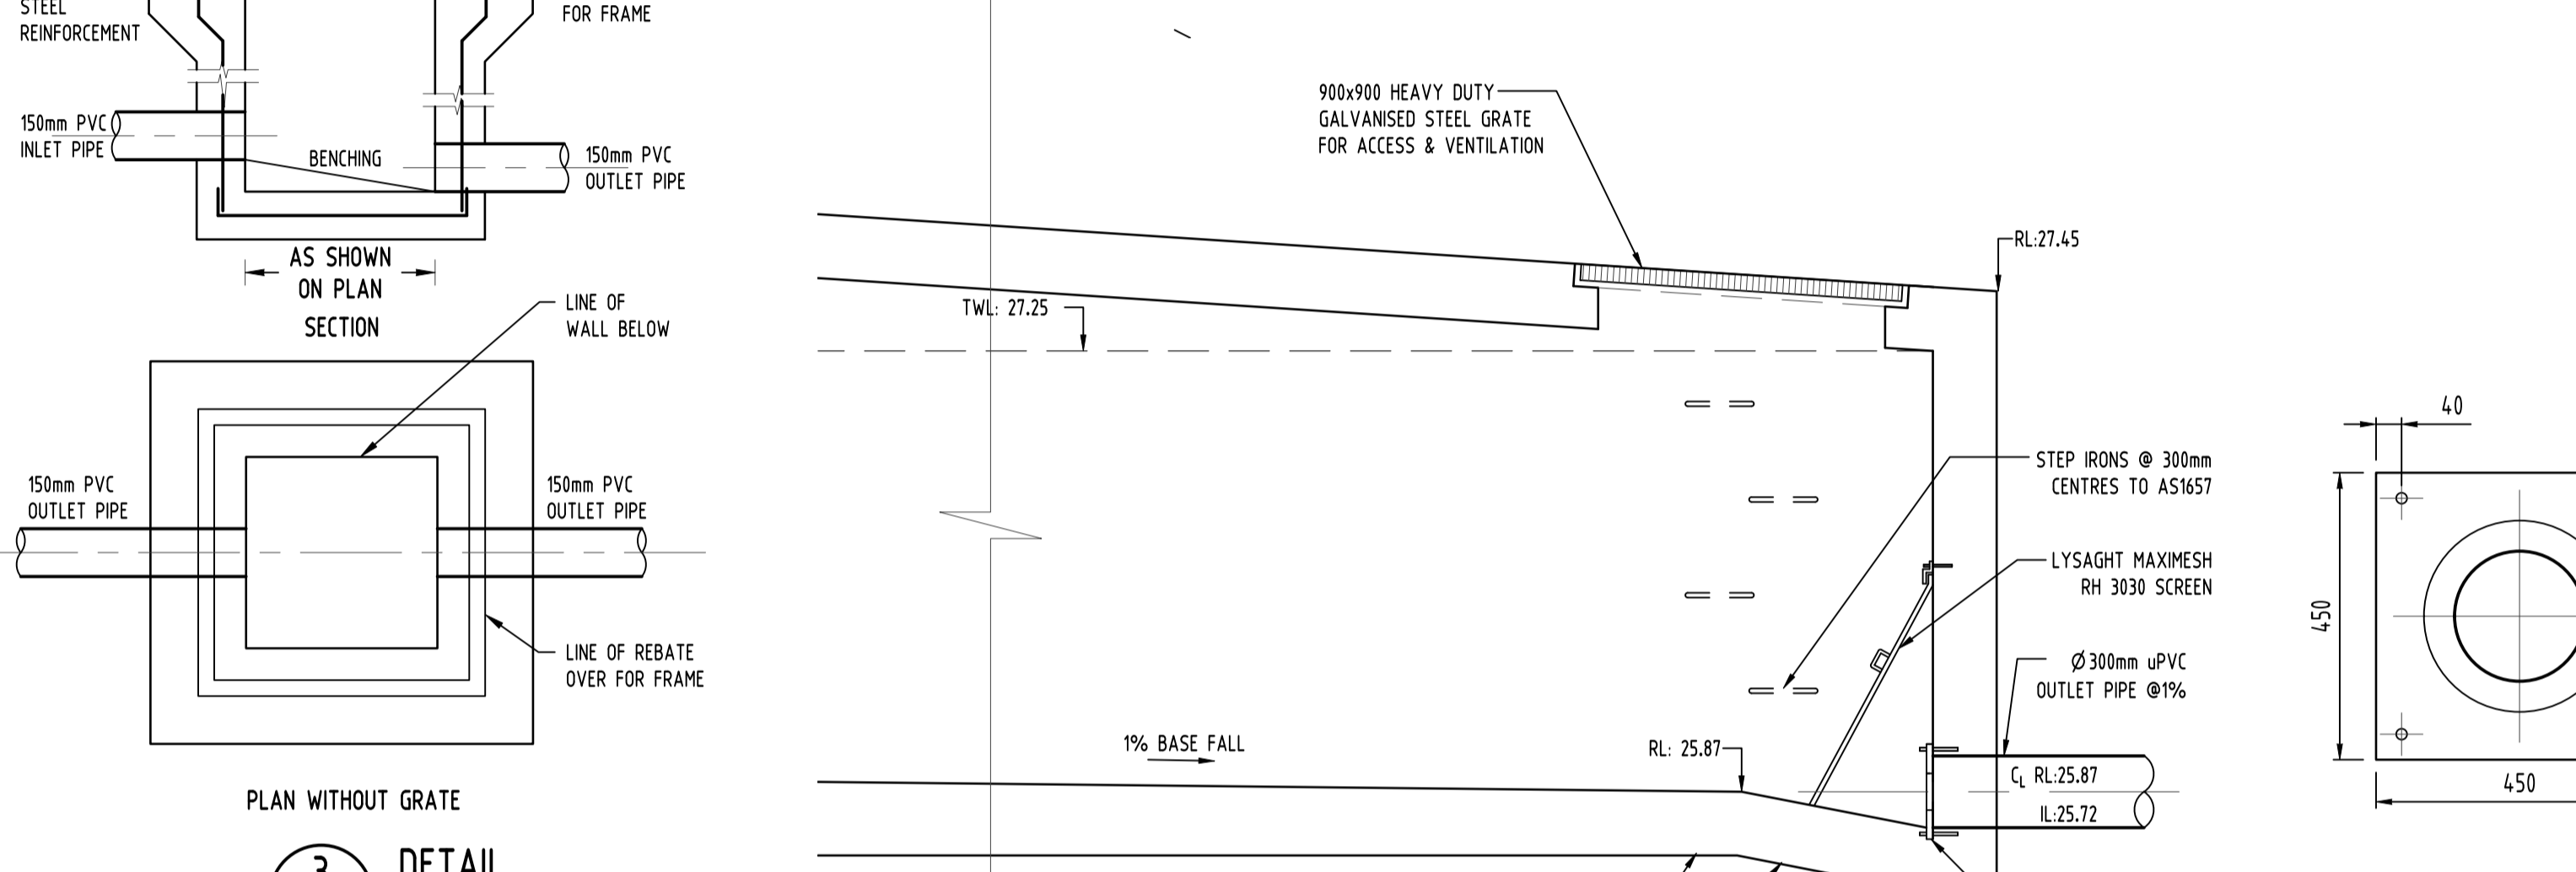 STEEL
REINFORCEMENT
FOR FRAME
150mm PVC
INLET PIPE
BENCHING
150mm PVC
OUTLET PIPE
AS SHOWN
ON PLAN
SECTION
LINE OF
WALL BELOW
150mm PVC
OUTLET PIPE
150mm PVC
OUTLET PIPE
LINE OF REBATE
OVER FOR FRAME
PLAN WITHOUT GRATE
3
DETAIL
900x900 HEAVY DUTY
GALVANISED STEEL GRATE
FOR ACCESS & VENTILATION
RL:27.45
TWL: 27.25
STEP IRONS @ 300mm
CENTRES TO AS1657
LYSAGHT MAXIMESH
RH 3030 SCREEN
Ø300mm uPVC
OUTLET PIPE @1%
1% BASE FALL
RL: 25.87
CL RL:25.87
IL:25.72
40
450
450